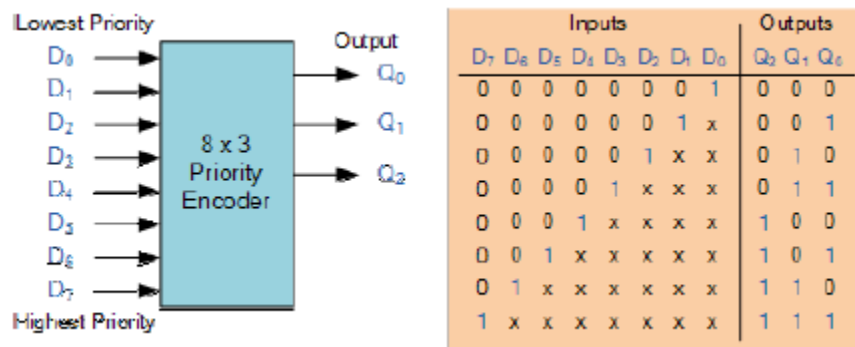 Lowest Priority
D₀
D₁
D₂
D₃
D₄
D₅
D₆
D₇
Highest Priority
8 x 3
Priority
Encoder
Output
Q₀
Q₁
Q₂
Inputs Outputs
D₇ D₆ D₅ D₄ D₃ D₂ D₁ D₀ Q₂ Q₁ Q₀
0 0 0 0 0 0 0 1 0 0 0
0 0 0 0 0 0 1 x 0 0 1
0 0 0 0 0 1 x x 0 1 0
0 0 0 0 1 x x x 0 1 1
0 0 0 1 x x x x 1 0 0
0 0 1 x x x x x 1 0 1
0 1 x x x x x x 1 1 0
1 x x x x x x x 1 1 1